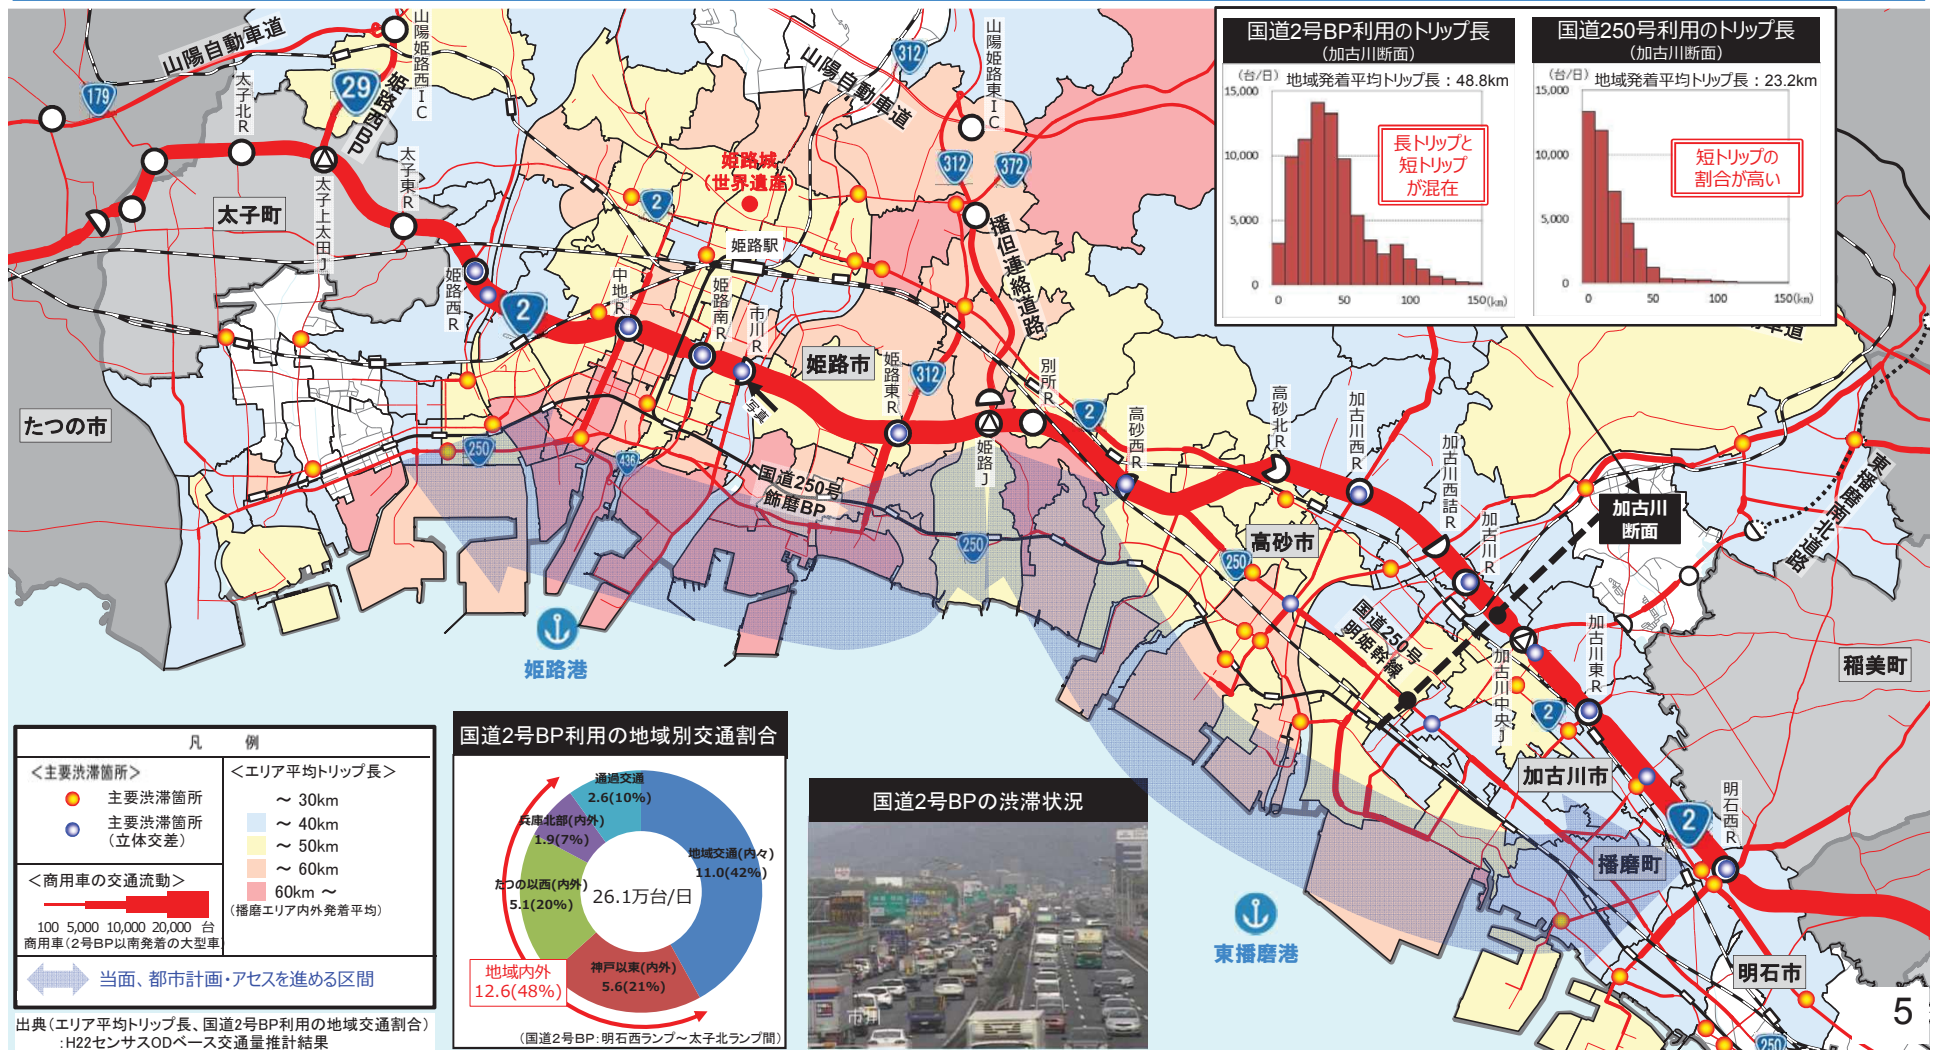 山陽自動車道
179
太子北R
29
姫路西BP
山陽姫路西IC
太子東R
太子上太田J
太子町
たつの市
姫路西R
2
中地R
姫路南R
市川R
写真
姫路城
(世界遺産)
2
姫路駅
山陽自動車道
312
山陽姫路東IC
312
372
播但連絡道路
姫路市
姫路東R
312
姫路J
別所R
2
高砂西R
高砂北R
加古川西R
加古川西詰R
加古川R
加古川中央J
加古川東R
明石西R
250
436
国道250号
飾磨BP
250
250
高砂市
国道250号
明姫幹線
加古川
断面
東播磨南北道路
車道
稲美町
加古川市
2
2
播磨町
明石市
250
姫路港
東播磨港
国道2号BP利用のトリップ長
(加古川断面)
(台/日) 地域発着平均トリップ長:48.8km
15,000
10,000
5,000
0
0 50 100 150(km)
長トリップと
短トリップ
が混在
国道250号利用のトリップ長
(加古川断面)
(台/日) 地域発着平均トリップ長:23.2km
15,000
10,000
5,000
0
0 50 100 150(km)
短トリップの
割合が高い
凡 例
<主要渋滞箇所>
主要渋滞箇所
主要渋滞箇所
(立体交差)
<商用車の交通流動>
100 5,000 10,000 20,000 台
商用車(2号BP以南発着の大型車)
<エリア平均トリップ長>
~ 30km
~ 40km
~ 50km
~ 60km
60km ~
(播磨エリア内外発着平均)
当面、都市計画・アセスを進める区間
出典(エリア平均トリップ長、国道2号BP利用の地域交通割合)
:H22センサスODベース交通量推計結果
国道2号BP利用の地域別交通割合
通過交通
2.6(10%)
兵庫北部(内外)
1.9(7%)
地域交通(内々)
11.0(42%)
たつの以西(内外)
5.1(20%)
26.1万台/日
神戸以東(内外)
5.6(21%)
地域内外
12.6(48%)
(国道2号BP:明石西ランプ~太子北ランプ間)
国道2号BPの渋滞状況
市川
5